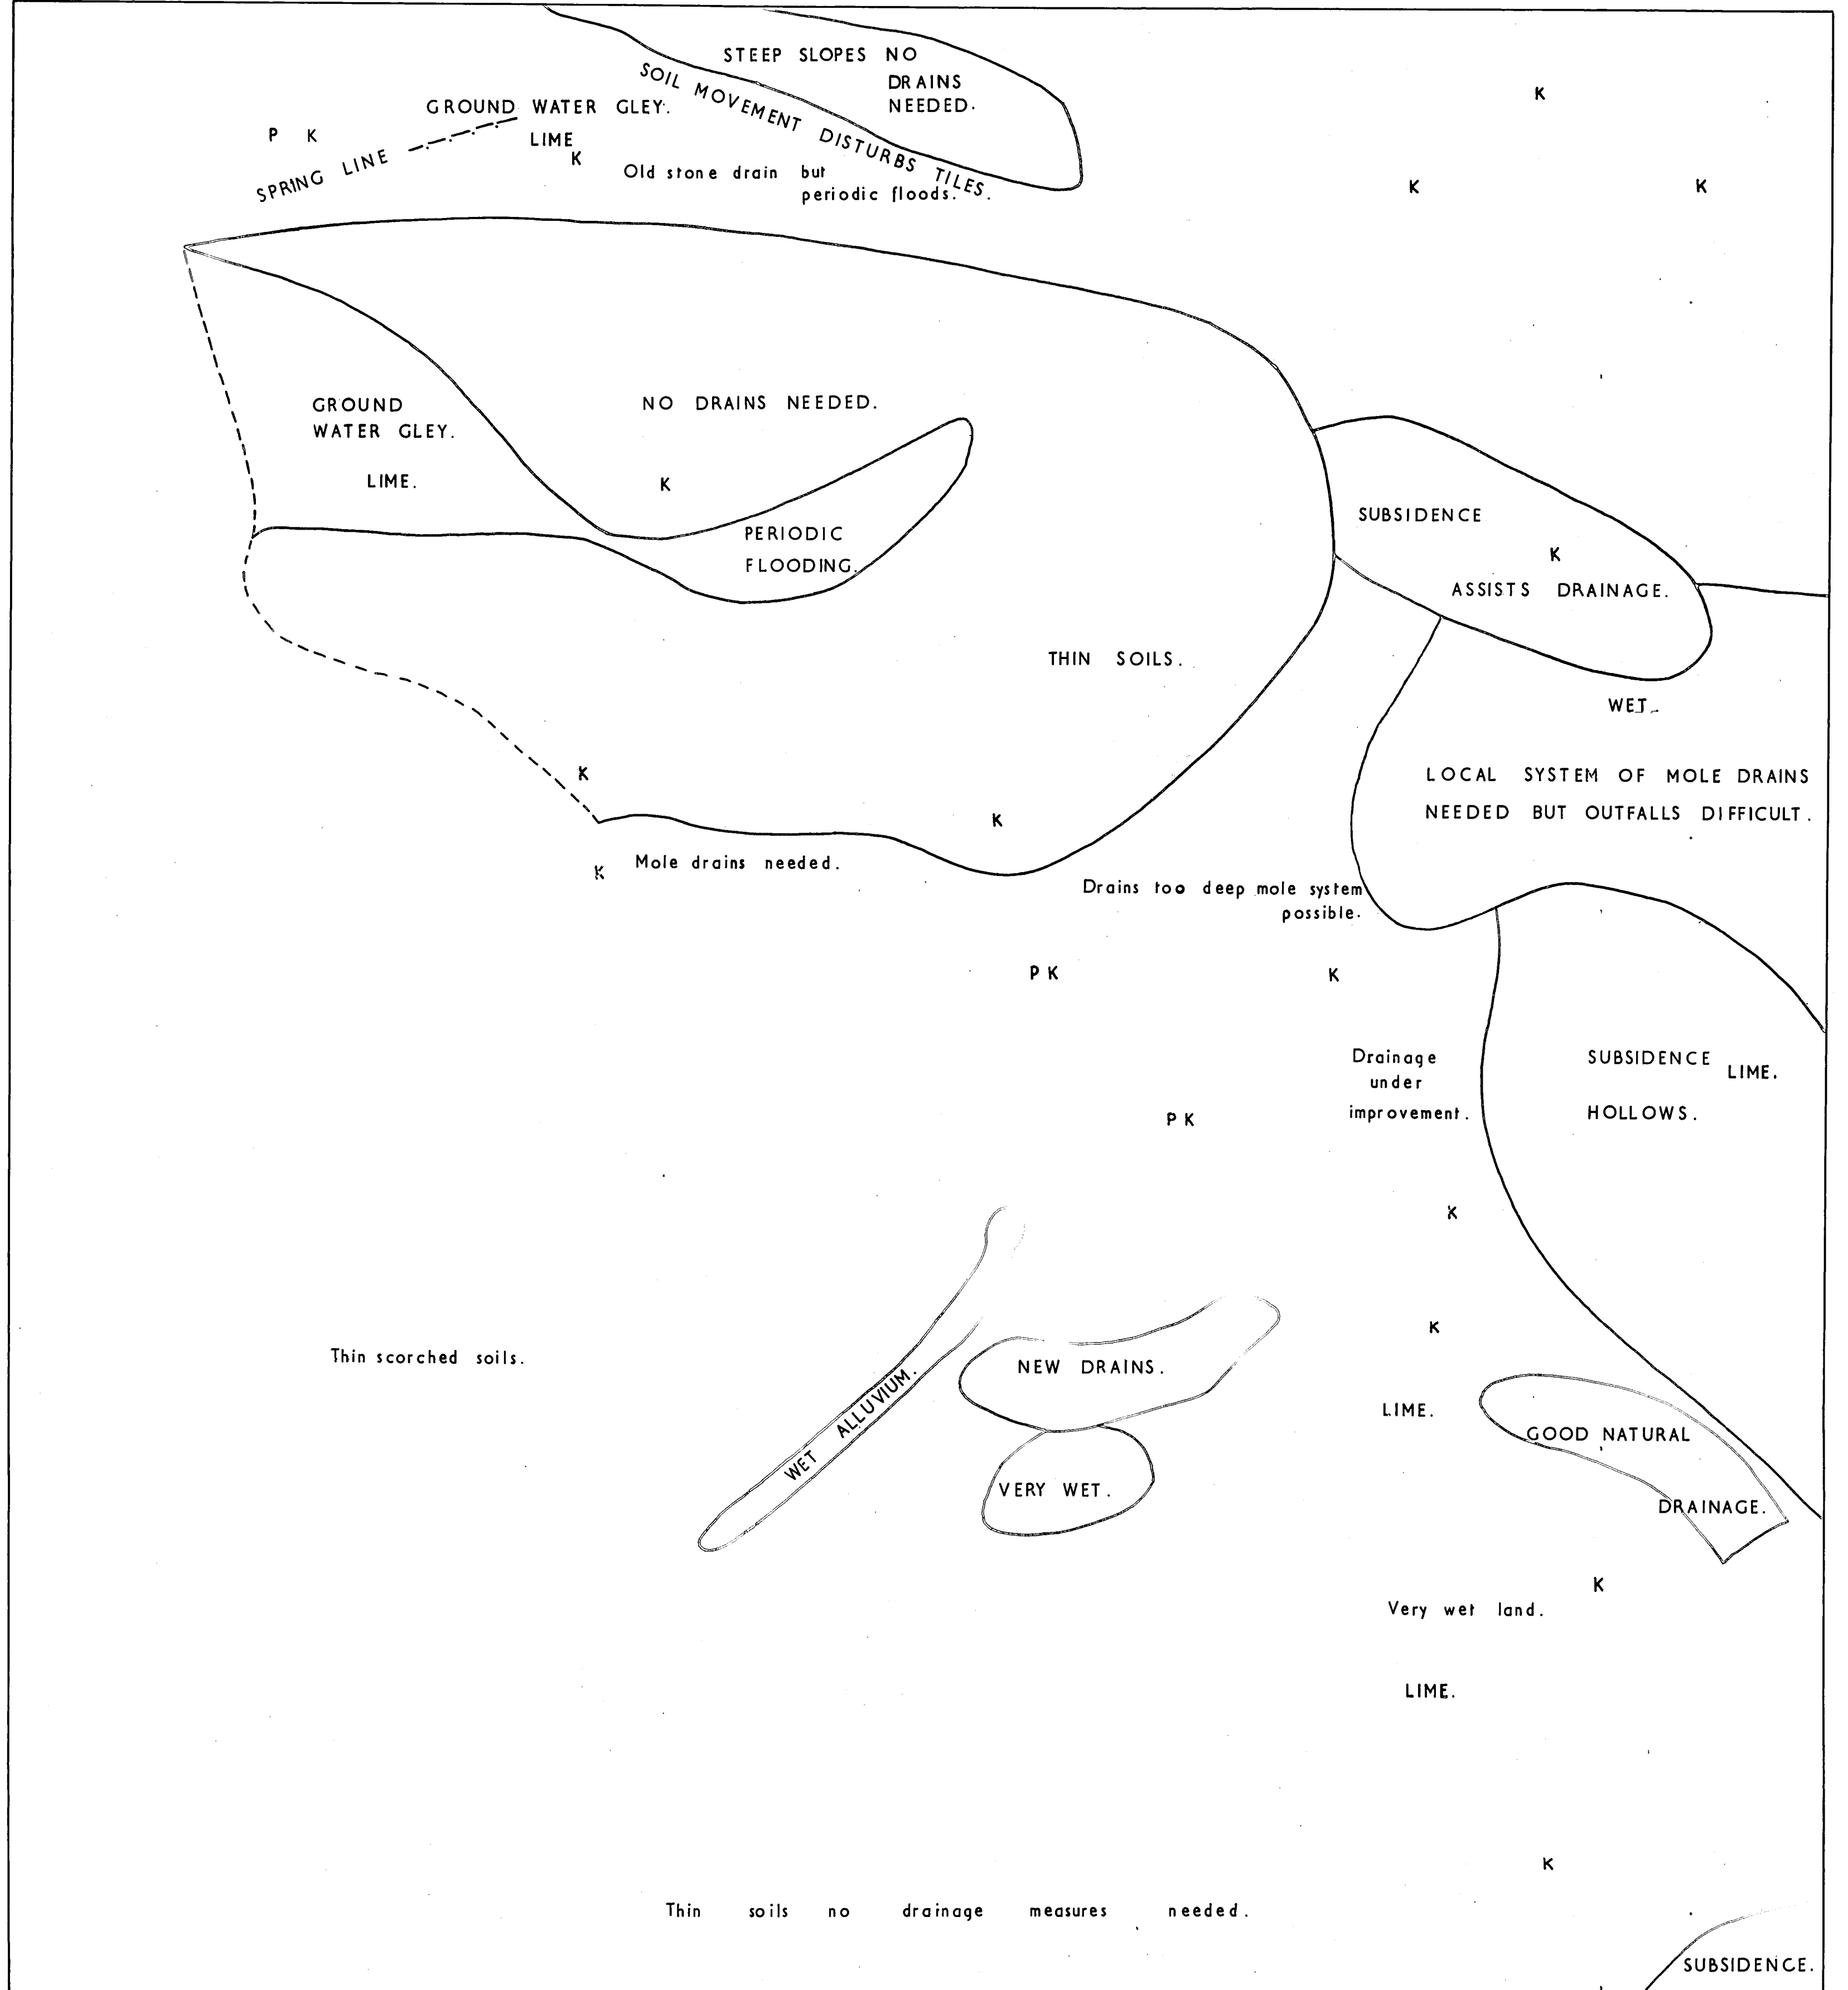 STEEP SLOPES NO
DRAINS
NEEDED.
SOIL MOVEMENT DISTURBS TILES.
K
GROUND WATER GLEY.
P K
LIME
K
SPRING LINE
Old stone drain but
periodic floods.
K
K
GROUND
WATER GLEY.
LIME.
NO DRAINS NEEDED.
K
PERIODIC
FLOODING.
SUBSIDENCE
K
ASSISTS DRAINAGE.
THIN SOILS.
WET.
LOCAL SYSTEM OF MOLE DRAINS
NEEDED BUT OUTFALLS DIFFICULT.
K
K
K
Mole drains needed.
Drains too deep mole system
possible.
P K
K
Drainage
under
improvement.
SUBSIDENCE
LIME.
HOLLOWS.
P K
K
K
Thin scorched soils.
WET ALLUVIUM.
NEW DRAINS.
VERY WET.
LIME.
GOOD NATURAL
DRAINAGE.
K
Very wet land.
LIME.
K
Thin soils no drainage measures needed.
SUBSIDENCE.